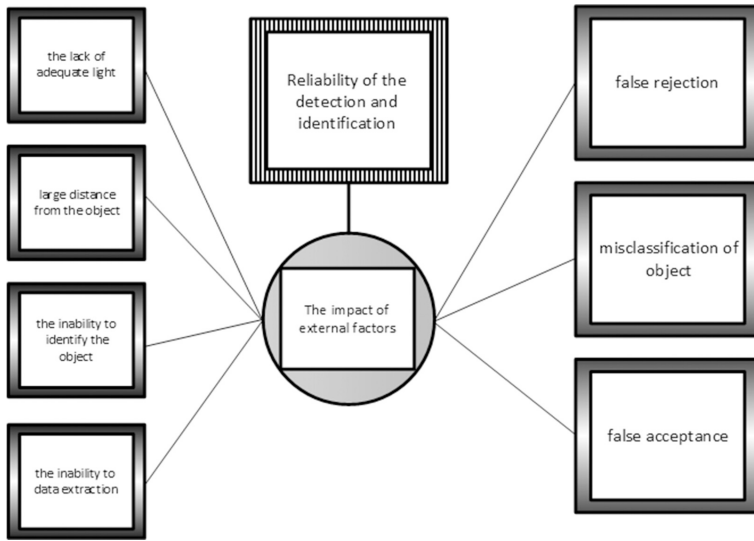 the lack of
adequate light
large distance
from the object
the inability to
identify the
object
the inability to
data extraction
Reliability of the
detection and
identification
The impact of
external factors
false rejection
misclassification of
object
false acceptance